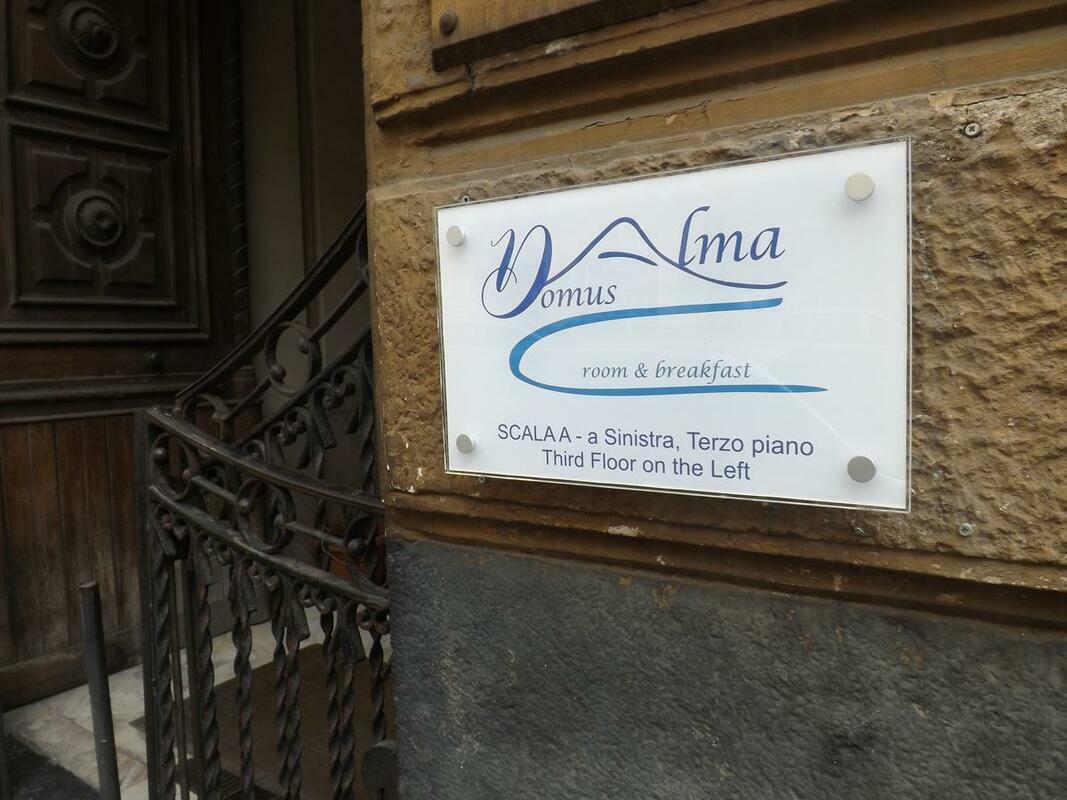 Domus Alma
room & breakfast
SCALA A - a Sinistra, Terzo piano
Third Floor on the Left